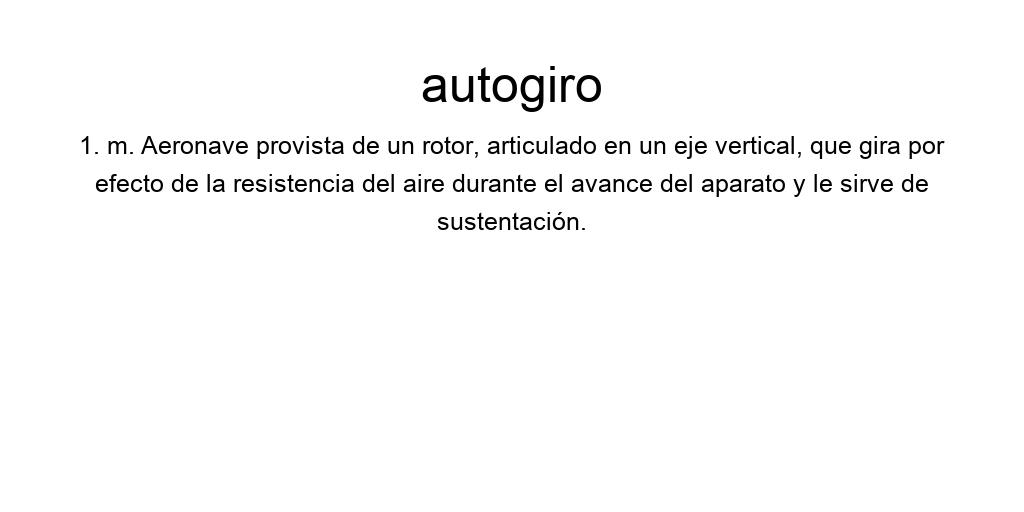 autogiro
1. m. Aeronave provista de un rotor, articulado en un eje vertical, que gira por
efecto de la resistencia del aire durante el avance del aparato y le sirve de
sustentación.